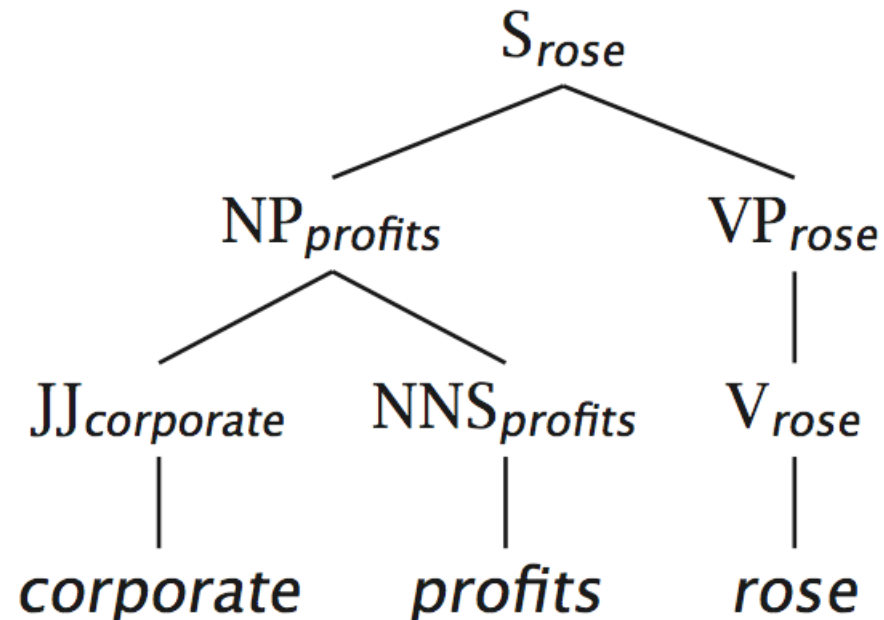 Srose
NPprofits VProse
JJcorporate NNSprofits Vrose
corporate profits rose